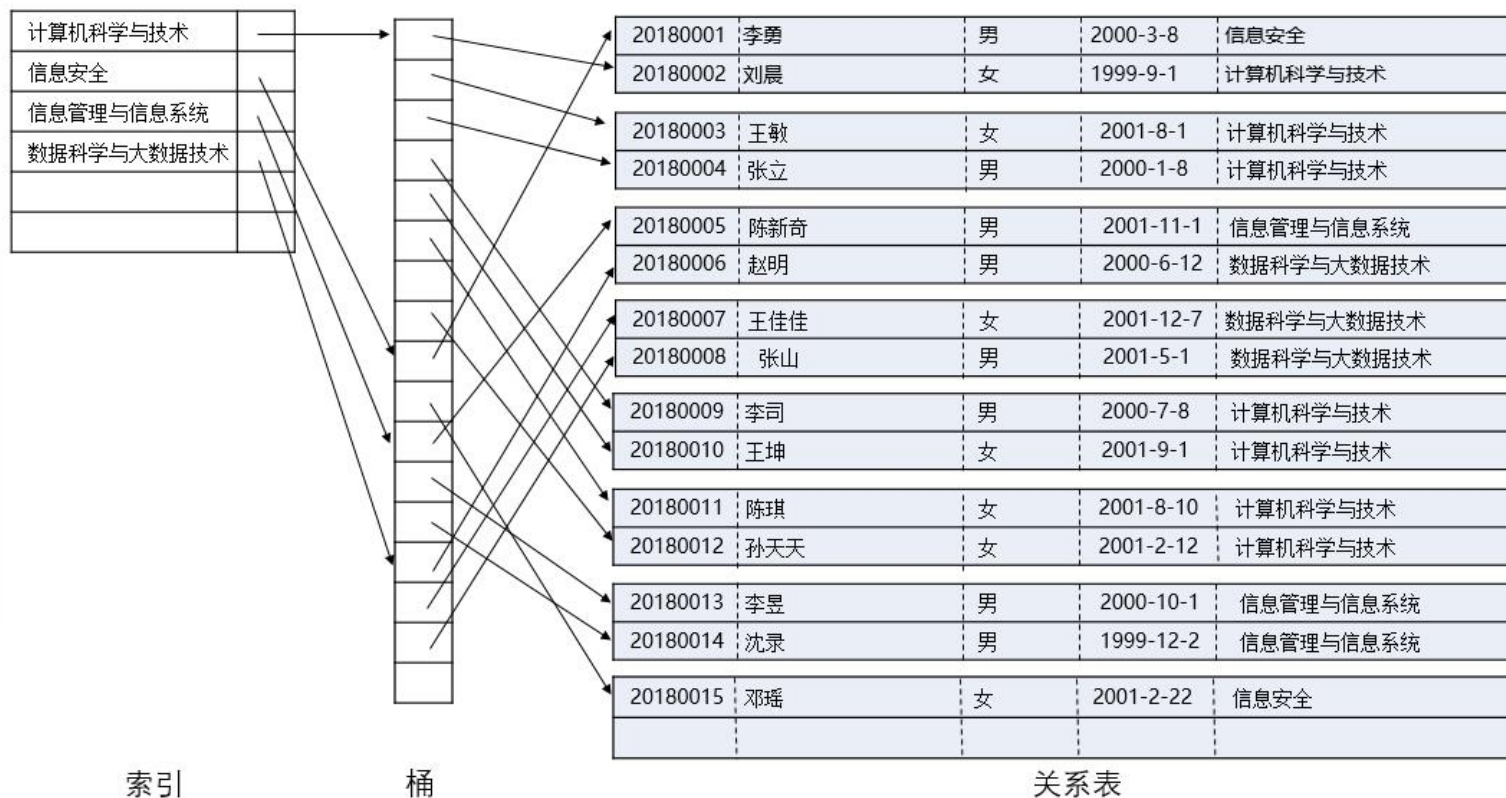 计算机科学与技术
信息安全
信息管理与信息系统
数据科学与大数据技术
20180001 李勇 男 2000-3-8 信息安全
20180002 刘晨 女 1999-9-1 计算机科学与技术
20180003 王敏 女 2001-8-1 计算机科学与技术
20180004 张立 男 2000-1-8 计算机科学与技术
20180005 陈新奇 男 2001-11-1 信息管理与信息系统
20180006 赵明 男 2000-6-12 数据科学与大数据技术
20180007 王佳佳 女 2001-12-7 数据科学与大数据技术
20180008 张山 男 2001-5-1 数据科学与大数据技术
20180009 李司 男 2000-7-8 计算机科学与技术
20180010 王坤 女 2001-9-1 计算机科学与技术
20180011 陈琪 女 2001-8-10 计算机科学与技术
20180012 孙天天 女 2001-2-12 计算机科学与技术
20180013 李昱 男 2000-10-1 信息管理与信息系统
20180014 沈录 男 1999-12-2 信息管理与信息系统
20180015 邓瑶 女 2001-2-22 信息安全
索引 桶 关系表